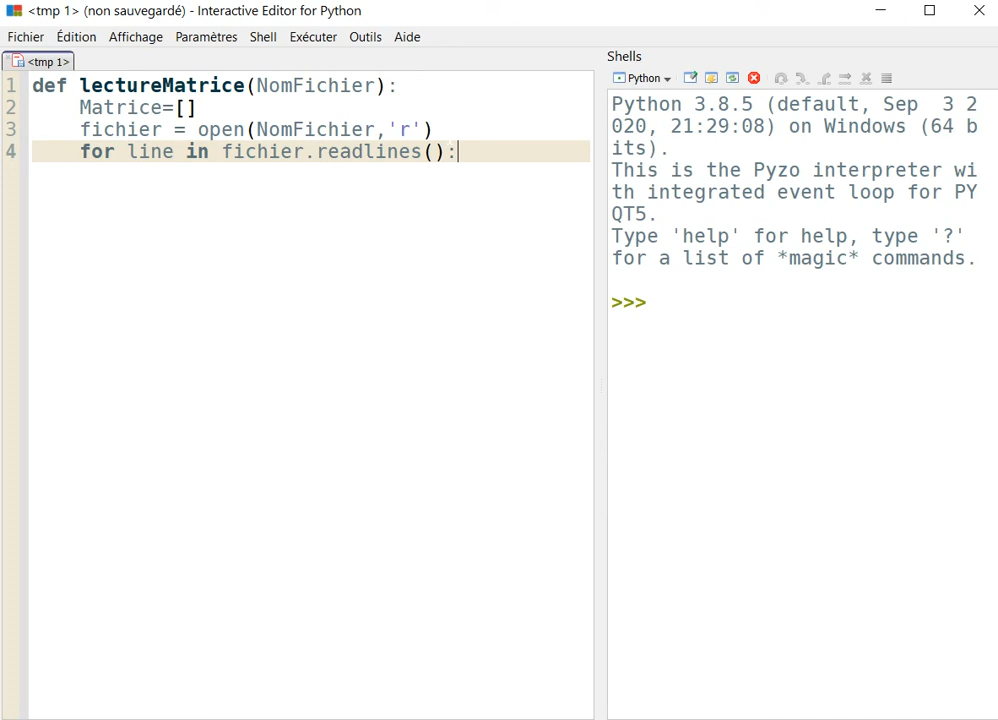 <tmp 1> (non sauvegardé) - Interactive Editor for Python
Fichier Édition Affichage Paramètres Shell Exécuter Outils Aide
<tmp 1>
1 def lectureMatrice(NomFichier):
2     Matrice=[]
3     fichier = open(NomFichier,'r')
4     for line in fichier.readlines():
Shells
Python
Python 3.8.5 (default, Sep  3 2
020, 21:29:08) on Windows (64 b
its).
This is the Pyzo interpreter wi
th integrated event loop for PY
QT5.
Type 'help' for help, type '?'
for a list of *magic* commands.
>>>